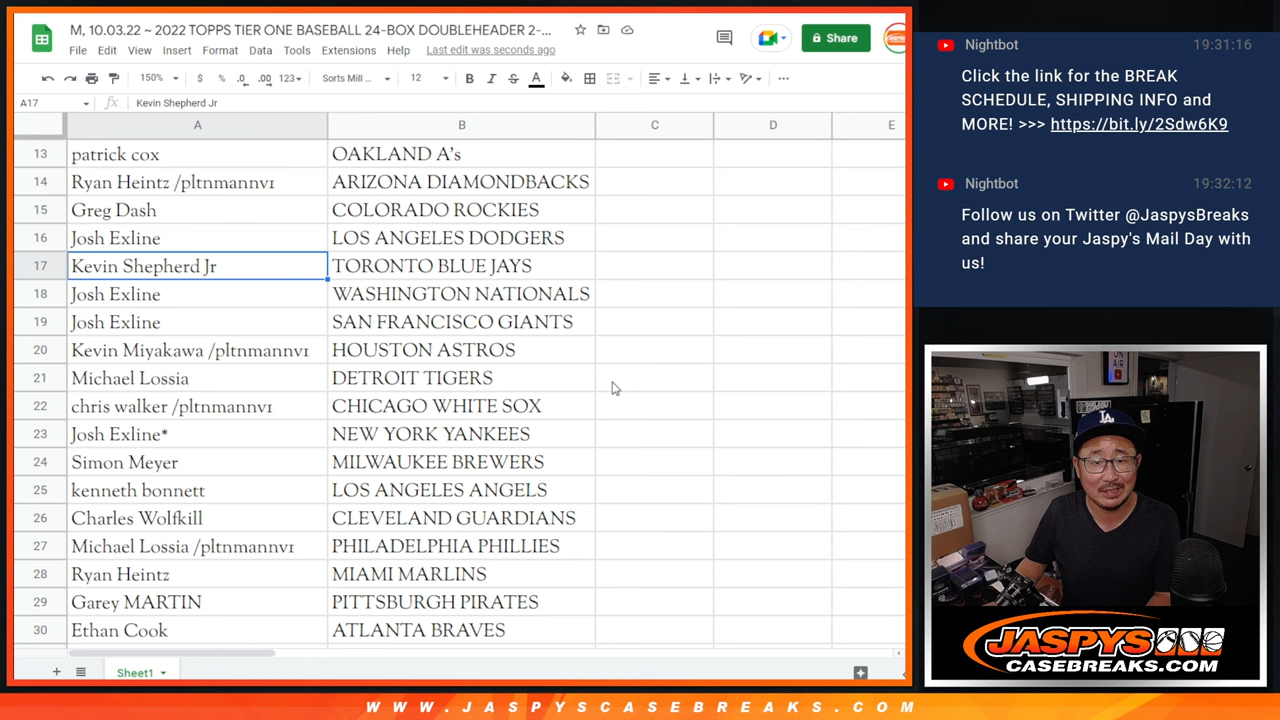 M, 10.03.22 ~ 2022 TOPPS TIER ONE BASEBALL 24-BOX DOUBLEHEADER 2-...
File Edit View Insert Format Data Tools Extensions Help Last edit was seconds ago
Share
150% $ % .0 .00 123 Sorts Mill ... 12 B I S A
A17 fx Kevin Shepherd Jr
A B C D E
13 patrick cox OAKLAND A's
14 Ryan Heintz /pltnmannv1 ARIZONA DIAMONDBACKS
15 Greg Dash COLORADO ROCKIES
16 Josh Exline LOS ANGELES DODGERS
17 Kevin Shepherd Jr TORONTO BLUE JAYS
18 Josh Exline WASHINGTON NATIONALS
19 Josh Exline SAN FRANCISCO GIANTS
20 Kevin Miyakawa /pltnmannv1 HOUSTON ASTROS
21 Michael Lossia DETROIT TIGERS
22 chris walker /pltnmannv1 CHICAGO WHITE SOX
23 Josh Exline* NEW YORK YANKEES
24 Simon Meyer MILWAUKEE BREWERS
25 kenneth bonnett LOS ANGELES ANGELS
26 Charles Wolfkill CLEVELAND GUARDIANS
27 Michael Lossia /pltnmannv1 PHILADELPHIA PHILLIES
28 Ryan Heintz MIAMI MARLINS
29 Garey MARTIN PITTSBURGH PIRATES
30 Ethan Cook ATLANTA BRAVES
Sheet1
Nightbot 19:31:16
Click the link for the BREAK
SCHEDULE, SHIPPING INFO and
MORE! >>> https://bit.ly/2Sdw6K9
Nightbot 19:32:12
Follow us on Twitter @JaspysBreaks
and share your Jaspy's Mail Day with
us!
ON
AIR
LA
JASPYS
CASEBREAKS.COM
WWW.JASPYSCASEBREAKS.COM